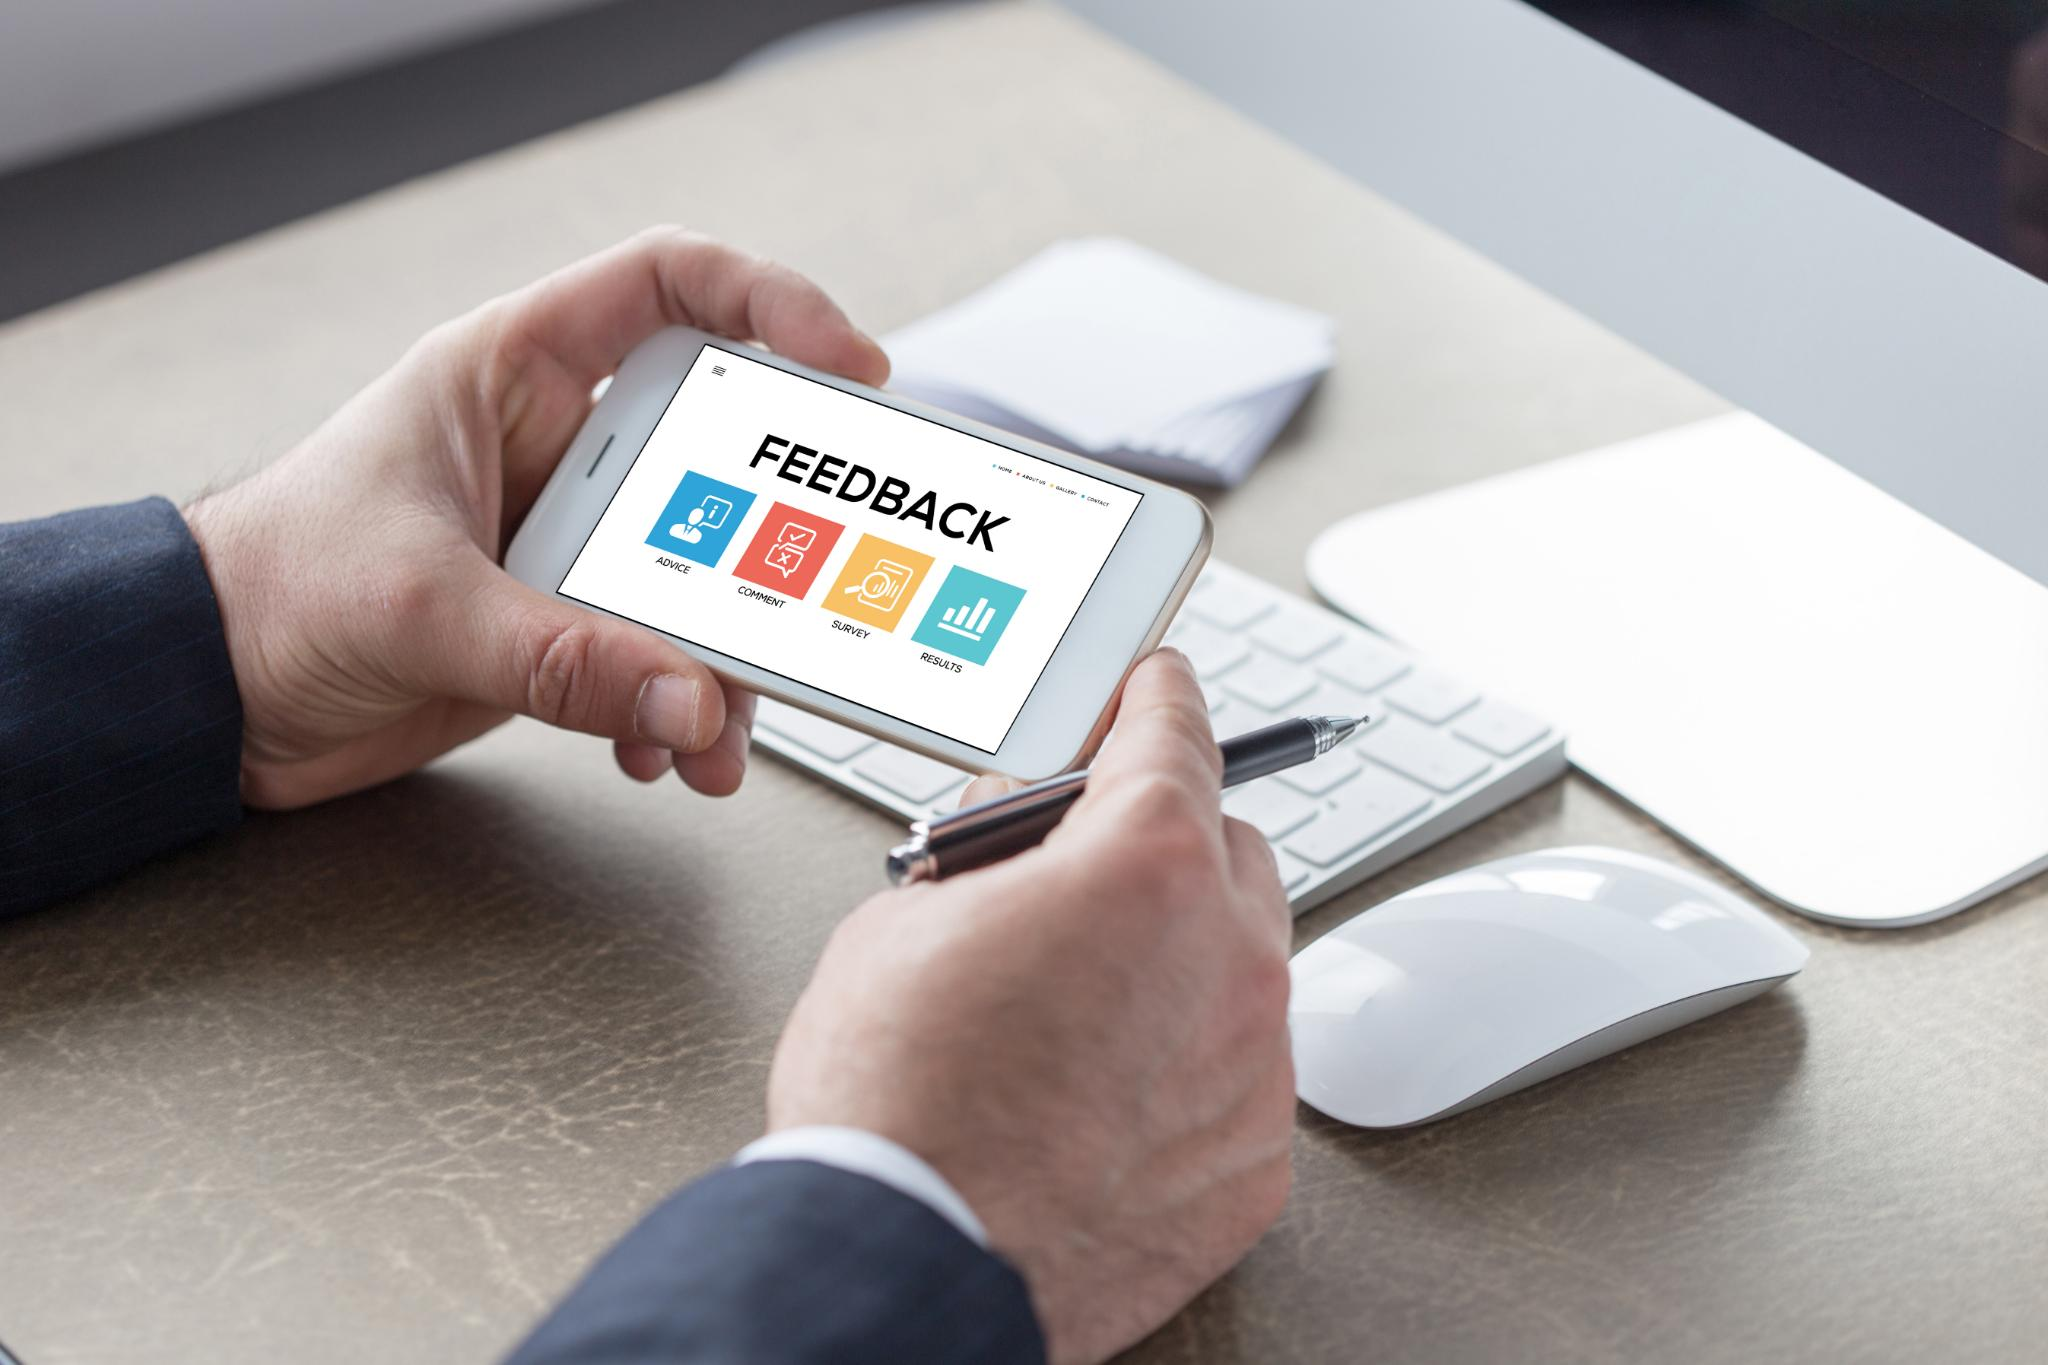 HOME ABOUT US GALLERY CONTACT
FEEDBACK
ADVICE
COMMENT
SURVEY
RESULTS